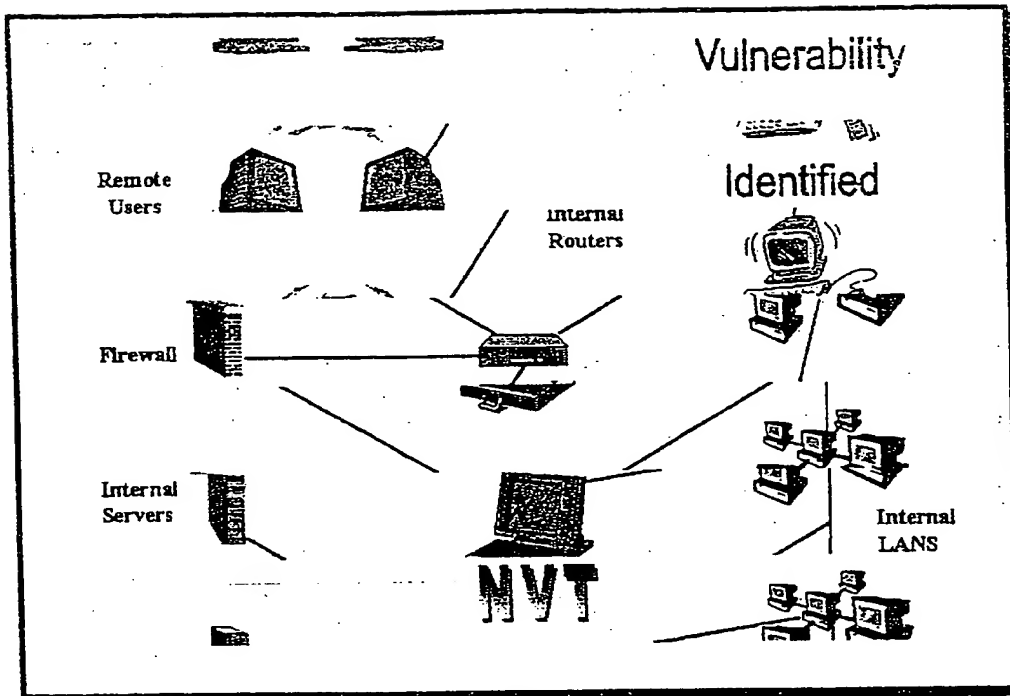 Vulnerability
Identified
Remote
Users
Internal
Routers
Firewall
Internal
Servers
Internal
LANS
NVT